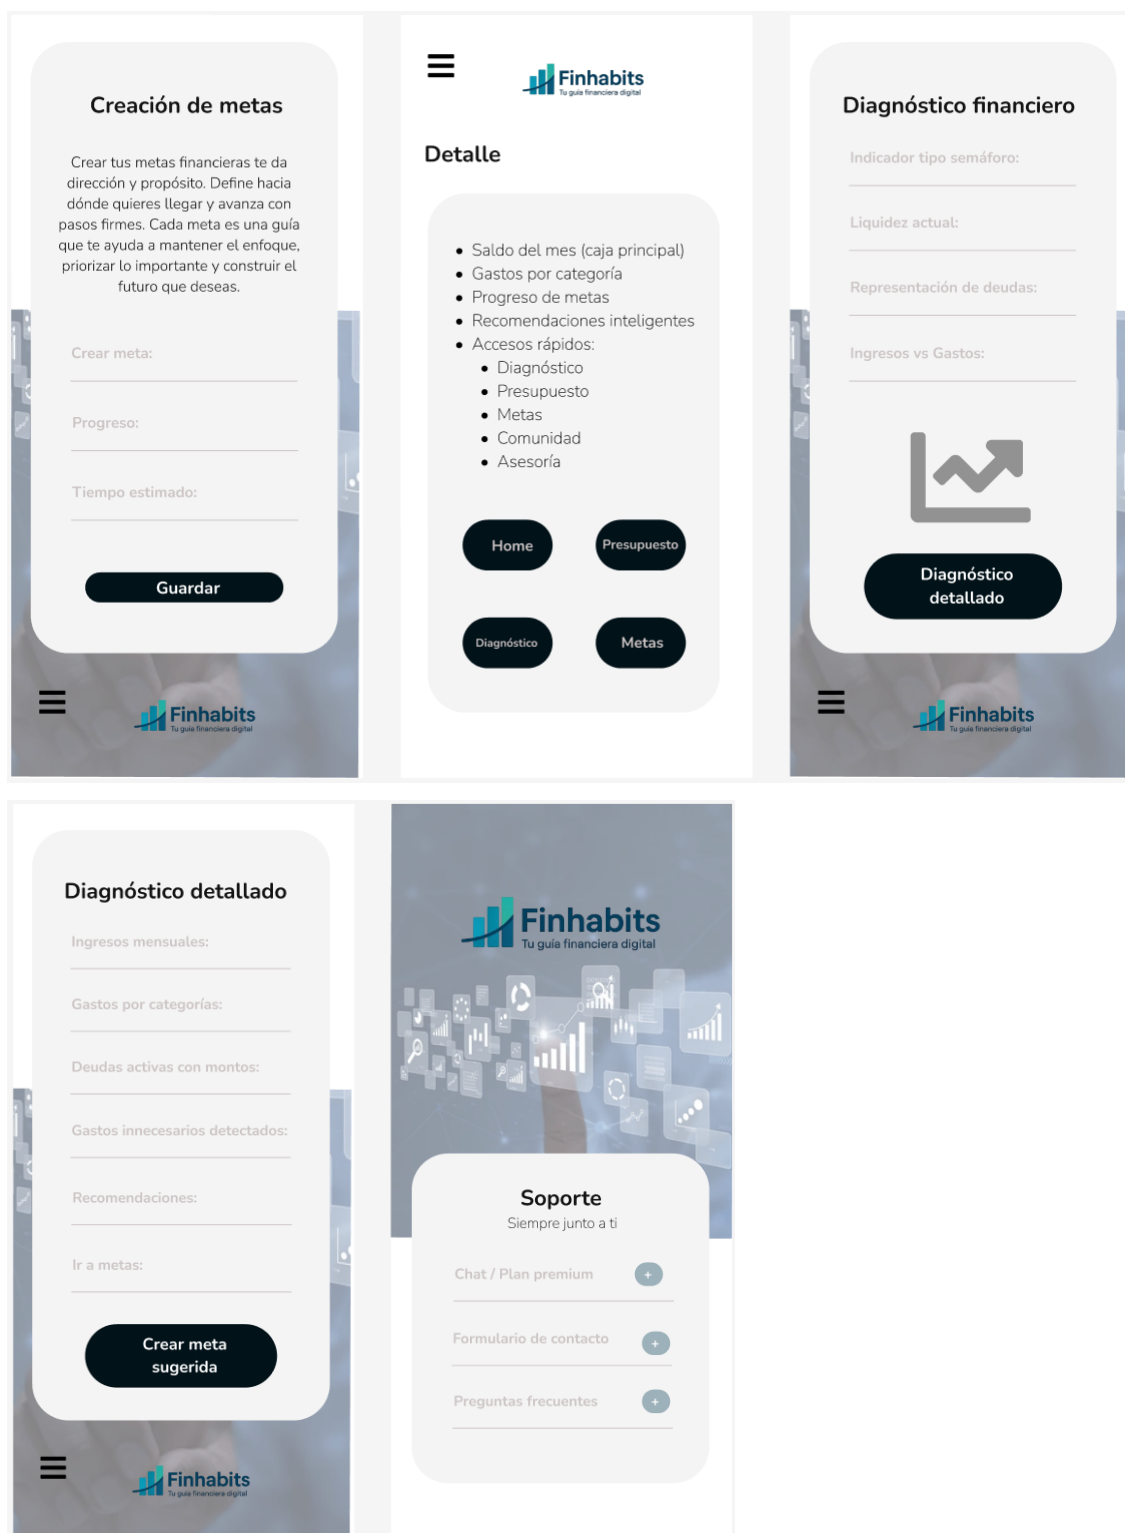 Creación de metas
Crear tus metas financieras te da
dirección y propósito. Define hacia
dónde quieres llegar y avanza con
pasos firmes. Cada meta es una guía
que te ayuda a mantener el enfoque,
priorizar lo importante y construir el
futuro que deseas.
Crear meta:
Progreso:
Tiempo estimado:
Guardar
Finhabits
Tu guía financiera digital
Finhabits
Tu guía financiera digital
Detalle
• Saldo del mes (caja principal)
• Gastos por categoría
• Progreso de metas
• Recomendaciones inteligentes
• Accesos rápidos:
• Diagnóstico
• Presupuesto
• Metas
• Comunidad
• Asesoría
Home
Presupuesto
Diagnóstico
Metas
Diagnóstico financiero
Indicador tipo semáforo:
Liquidez actual:
Representación de deudas:
Ingresos vs Gastos:
Diagnóstico
detallado
Finhabits
Tu guía financiera digital
Diagnóstico detallado
Ingresos mensuales:
Gastos por categorías:
Deudas activas con montos:
Gastos innecesarios detectados:
Recomendaciones:
Ir a metas:
Crear meta
sugerida
Finhabits
Tu guía financiera digital
Finhabits
Tu guía financiera digital
Soporte
Siempre junto a ti
Chat / Plan premium +
Formulario de contacto +
Preguntas frecuentes +